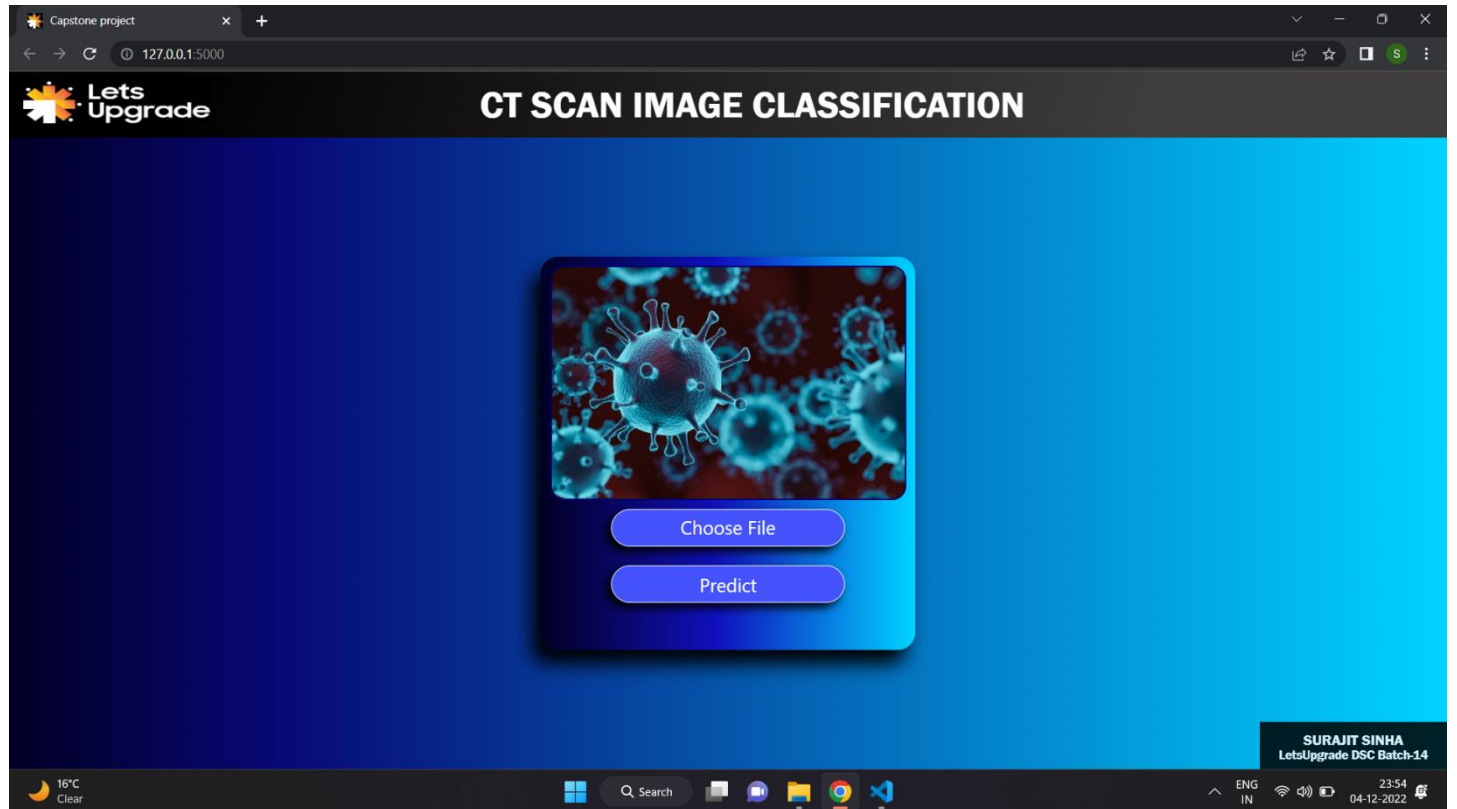 Capstone project
127.0.0.1:5000
S
Lets
Upgrade
CT SCAN IMAGE CLASSIFICATION
Choose File
Predict
SURAJIT SINHA
LetsUpgrade DSC Batch-14
16°C
Clear
Search
ENG
IN
23:54
04-12-2022